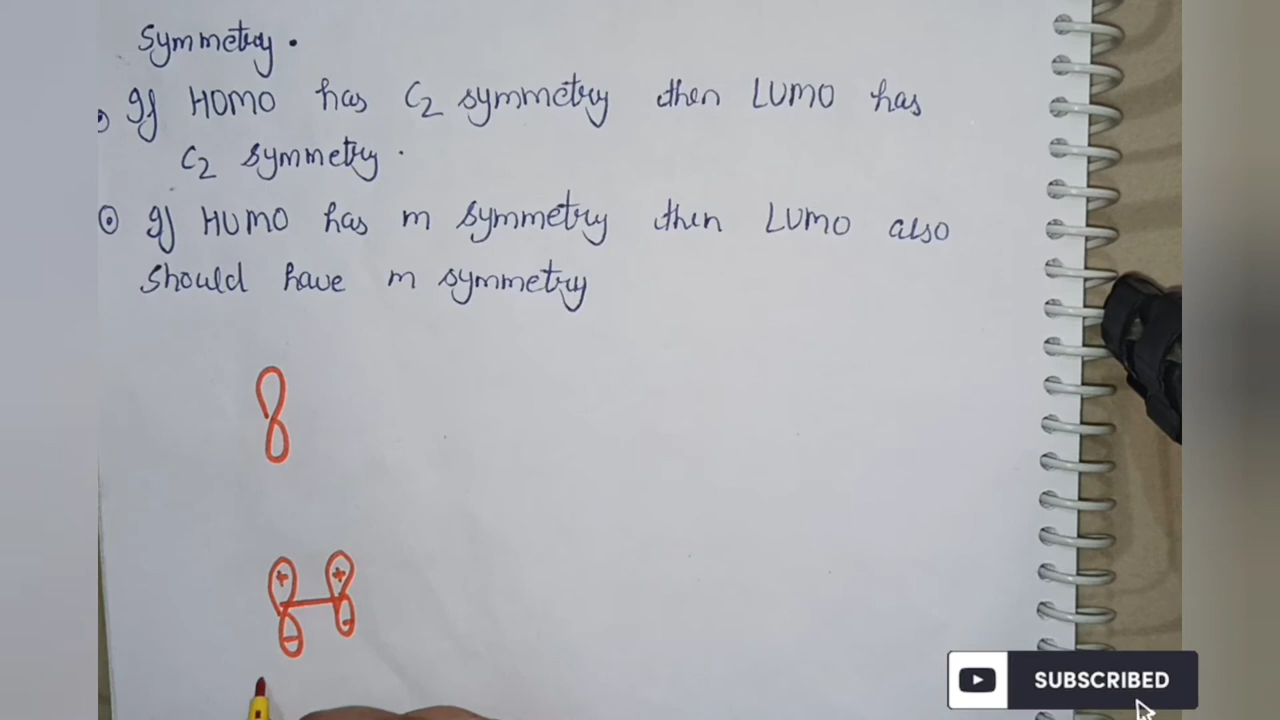 Symmetry.
If HOMO has C2 symmetry then LUMO has
C2 symmetry.
If HUMO has m symmetry then LUMO also
should have m symmetry
+ +
- -
SUBSCRIBED